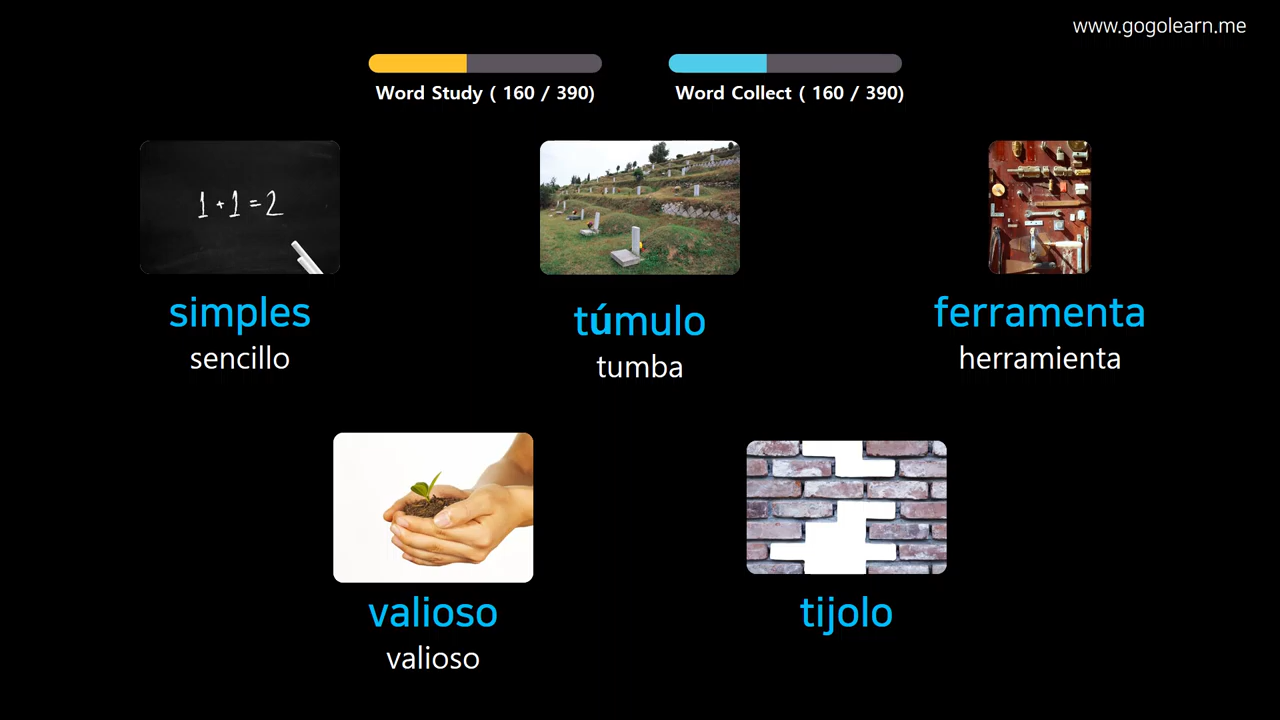 www.gogolearn.me
Word Study ( 160 / 390)
Word Collect ( 160 / 390)
1 + 1 = 2
simples
sencillo
túmulo
tumba
ferramenta
herramienta
valioso
valioso
tijolo